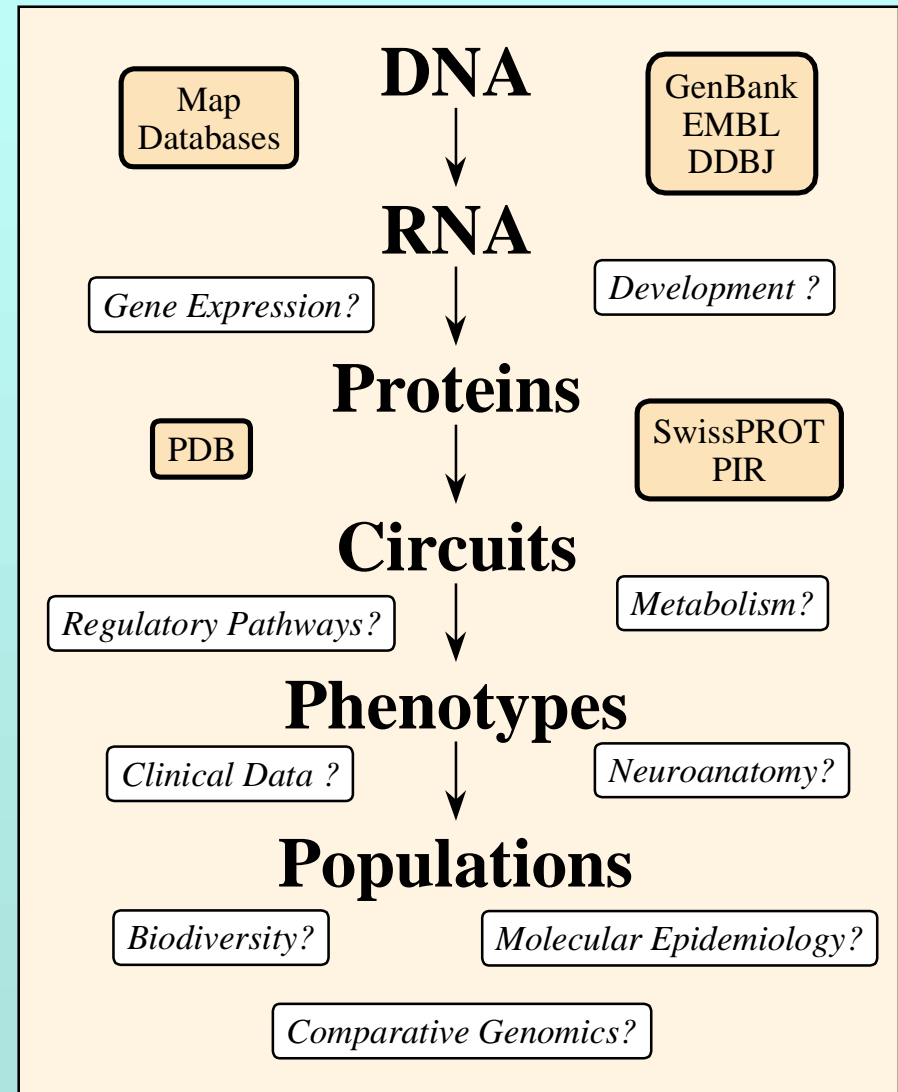 DNA
Map
Databases
GenBank
EMBL
DDBJ
RNA
Gene Expression?
Development ?
Proteins
PDB
SwissPROT
PIR
Circuits
Regulatory Pathways?
Metabolism?
Phenotypes
Clinical Data ?
Neuroanatomy?
Populations
Biodiversity?
Molecular Epidemiology?
Comparative Genomics?